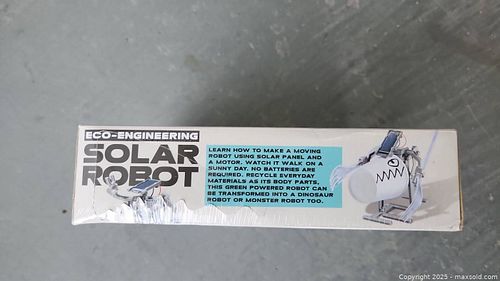 ECO-ENGINEERING
SOLAR
ROBOT
LEARN HOW TO MAKE A MOVING
ROBOT USING SOLAR PANEL AND
A MOTOR. WATCH IT WALK ON A
SUNNY DAY. NO BATTERIES ARE
REQUIRED. RECYCLE EVERYDAY
MATERIALS AS ITS BODY PARTS,
THIS GREEN POWERED ROBOT CAN
BE TRANSFORMED INTO A DINOSAUR
ROBOT OR MONSTER ROBOT TOO.
Copyright 2025 - maxsold.com